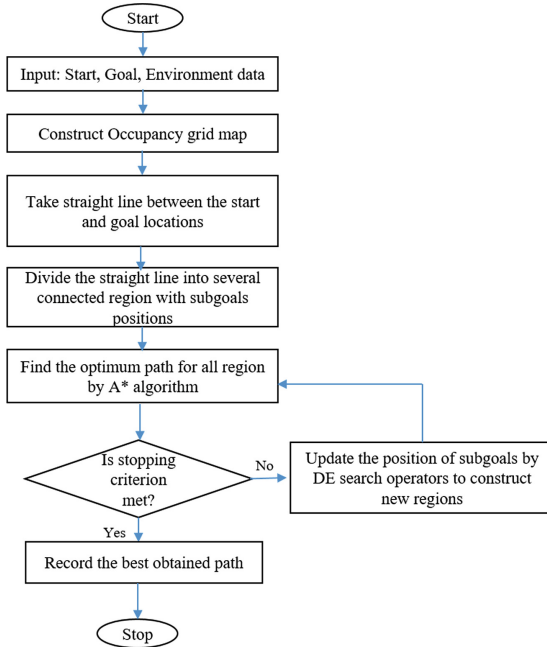 Start
Input: Start, Goal, Environment data
Construct Occupancy grid map
Take straight line between the start
and goal locations
Divide the straight line into several
connected region with subgoals
positions
Find the optimum path for all region
by A* algorithm
Is stopping
criterion
met?
No
Update the position of subgoals by
DE search operators to construct
new regions
Yes
Record the best obtained path
Stop